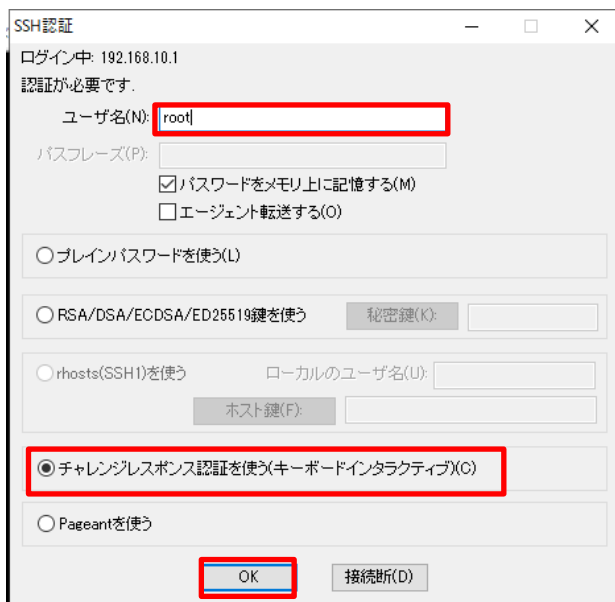 SSH認証
ログイン中: 192.168.10.1
認証が必要です.
ユーザ名(N): root
パスフレーズ(P):
パスワードをメモリ上に記憶する(M)
エージェント転送する(O)
プレインパスワードを使う(L)
RSA/DSA/ECDSA/ED25519鍵を使う 秘密鍵(K):
rhosts(SSH1)を使う ローカルのユーザ名(U):
ホスト鍵(F):
チャレンジレスポンス認証を使う(キーボードインタラクティブ)(C)
Pageantを使う
OK 接続断(D)